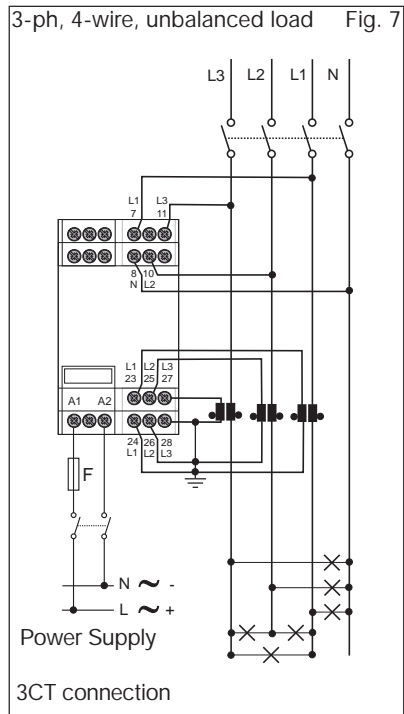 3-ph, 4-wire, unbalanced load Fig. 7
L3 L2 L1 N
L1 L3
7 11
8 10
N L2
L1 L2 L3
23 25 27
A1 A2
24 26 28
L1 L2 L3
F
N ~ -
L ~ +
Power Supply
3CT connection